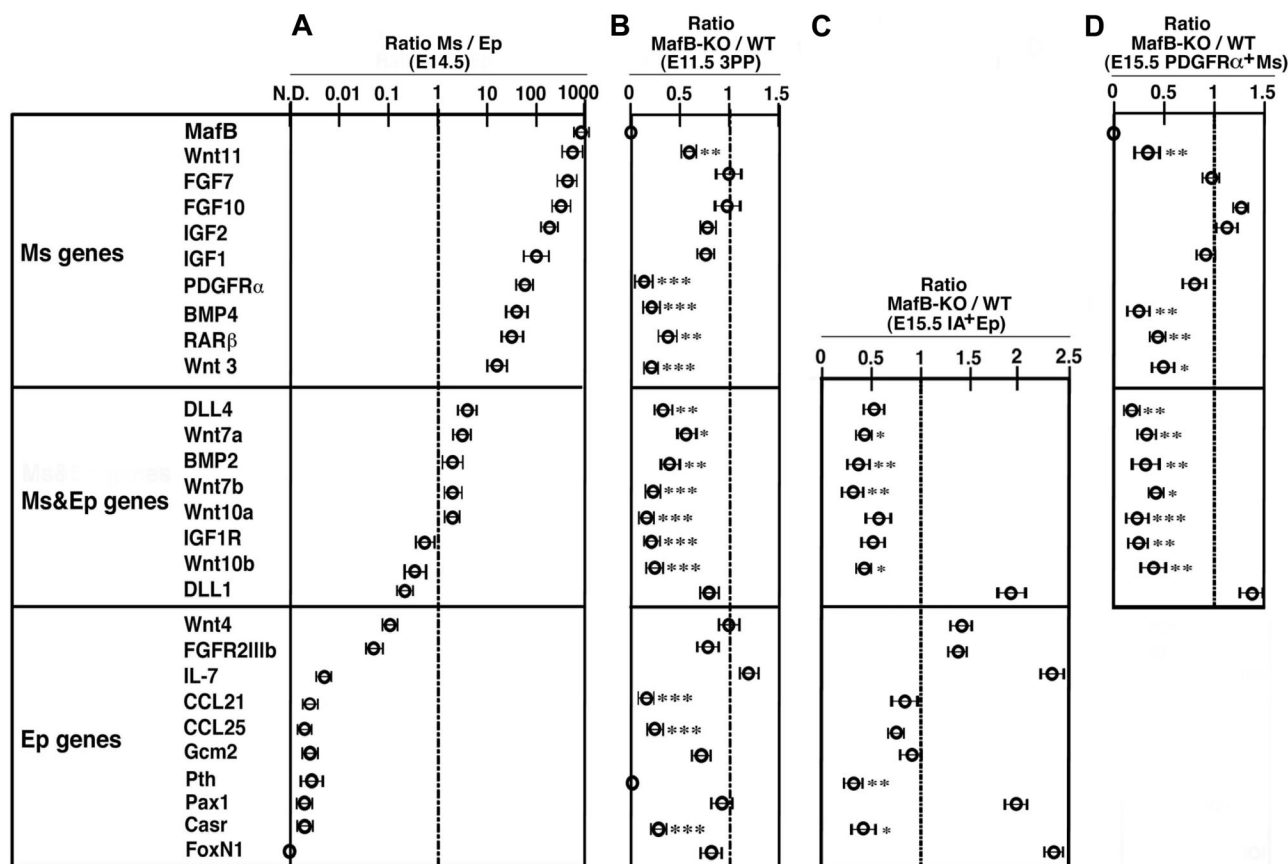 A
Ratio Ms / Ep
(E14.5)
N.D. 0.01 0.1 1 10 100 1000
B
Ratio
MafB-KO / WT
(E11.5 3PP)
0 0.5 1 1.5
C
Ratio
MafB-KO / WT
(E15.5 IA+Ep)
0 0.5 1 2 2.5
D
Ratio
MafB-KO / WT
(E15.5 PDGFRα+Ms)
0 0.5 1 1.5
Ms genes
MafB
Wnt11 ** **
FGF7
FGF10
IGF2
IGF1
PDGFRα ***
BMP4 *** **
RARβ ** **
Wnt 3 *** *
Ms&Ep genes
DLL4 ** **
Wnt7a * * **
BMP2 ** ** **
Wnt7b *** ** *
Wnt10a *** ***
IGF1R *** **
Wnt10b *** * **
DLL1
Ep genes
Wnt4
FGFR2IIIb
IL-7
CCL21 ***
CCL25 ***
Gcm2
Pth **
Pax1
Casr *** *
FoxN1